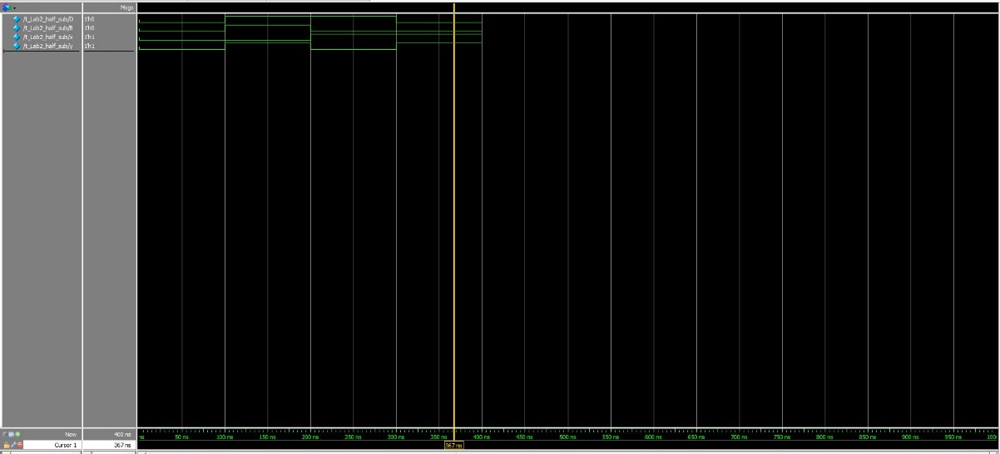 Msgs
/t_Lab2_half_sub/D 1'h0
/t_Lab2_half_sub/B 1'h0
/t_Lab2_half_sub/x 1'h1
/t_Lab2_half_sub/y 1'h1
Now 400 ns
ns 50 ns 100 ns 150 ns 200 ns 250 ns 300 ns 350 ns 400 ns 450 ns 500 ns 550 ns 600 ns 650 ns 700 ns 750 ns 800 ns 850 ns 900 ns 950 ns 100
Cursor 1 367 ns
367 ns